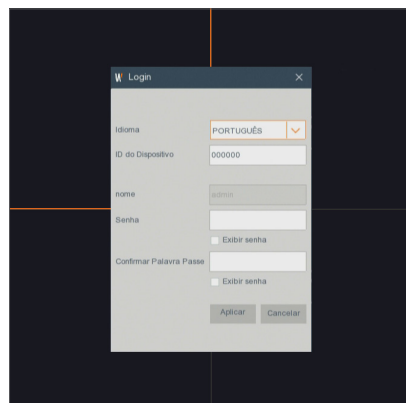 W Login
Idioma
PORTUGUÊS
ID do Dispositivo
000000
nome
admin
Senha
Exibir senha
Confirmar Palavra Passe
Exibir senha
Aplicar Cancelar